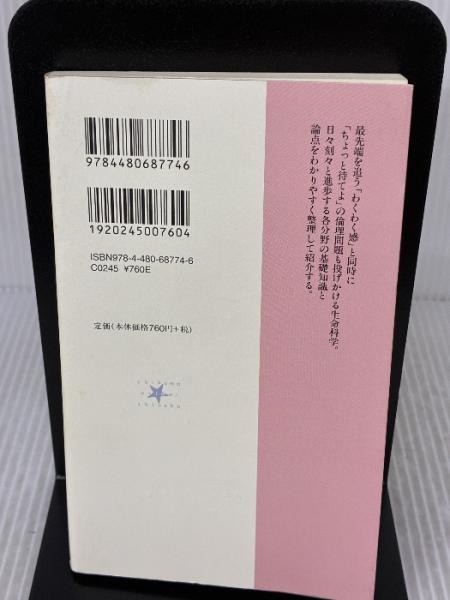 最先端を追う「わくわく感」と同時に
「ちょっと待てよ」の倫理問題も投げかける生命科学。
日々刻々と進歩する各分野の基礎知識と
論点をわかりやすく整理して紹介する。
9784480687746
1920245007604
ISBN978-4-480-68774-6
C0245 ¥760E
定価(本体価格760円+税)
chikuma
primer
shinsho